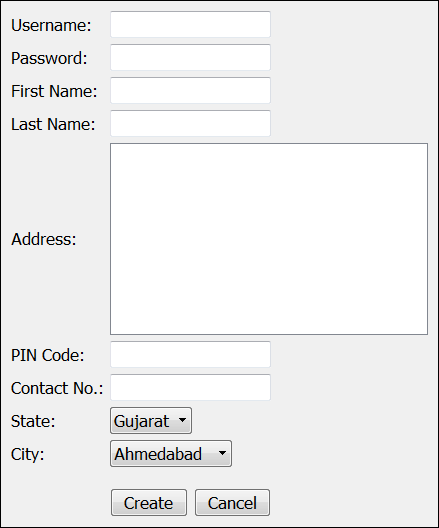 Username:
Password:
First Name:
Last Name:
Address:
PIN Code:
Contact No.:
State: Gujarat
City: Ahmedabad
Create Cancel